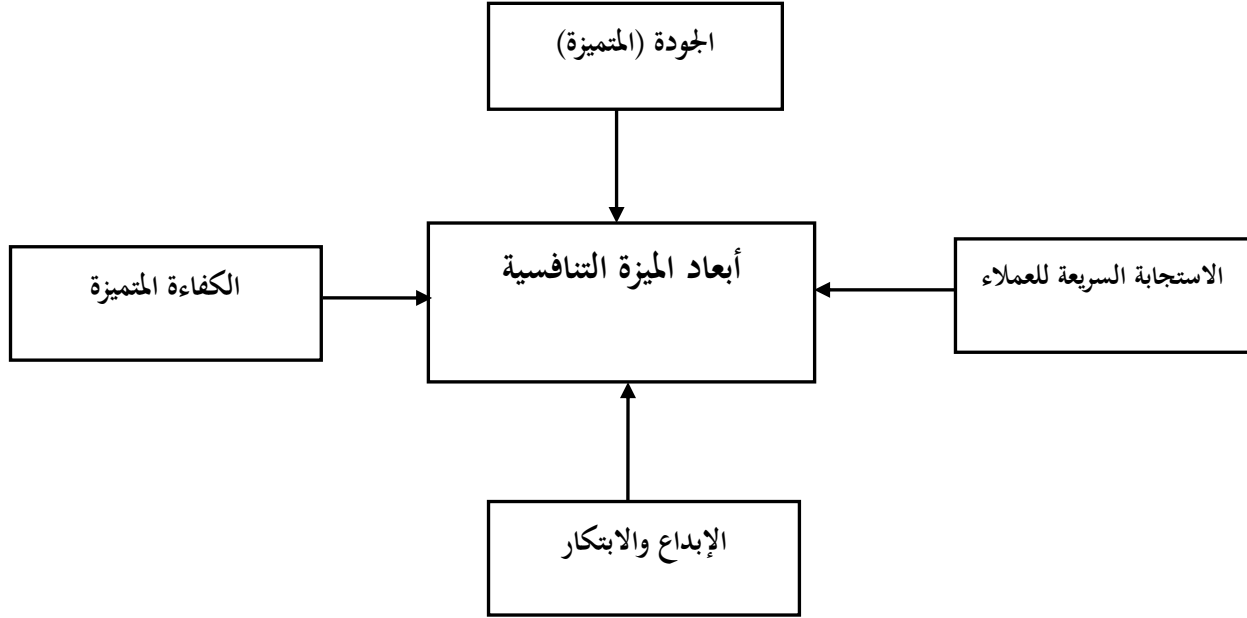 الجودة (المتميزة)
أبعاد الميزة التنافسية
الاستجابة السريعة للعملاء
الكفاءة المتميزة
الإبداع والابتكار